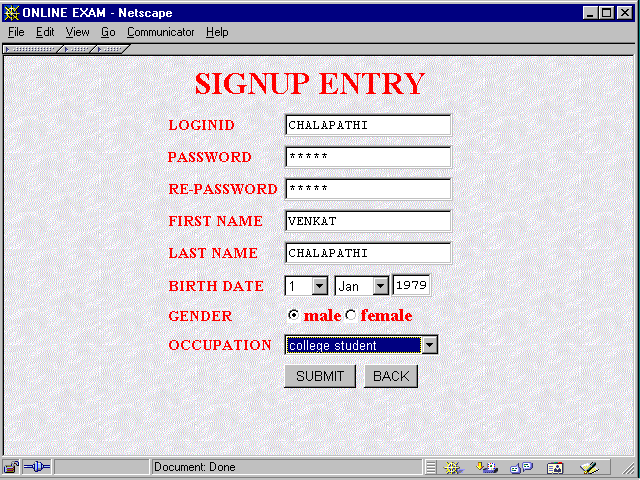 ONLINE EXAM - Netscape
File Edit View Go Communicator Help
SIGNUP ENTRY
LOGINID CHALAPATHI
PASSWORD *****
RE-PASSWORD *****
FIRST NAME VENKAT
LAST NAME CHALAPATHI
BIRTH DATE 1 Jan 1979
GENDER male female
OCCUPATION college student
SUBMIT BACK
Document: Done